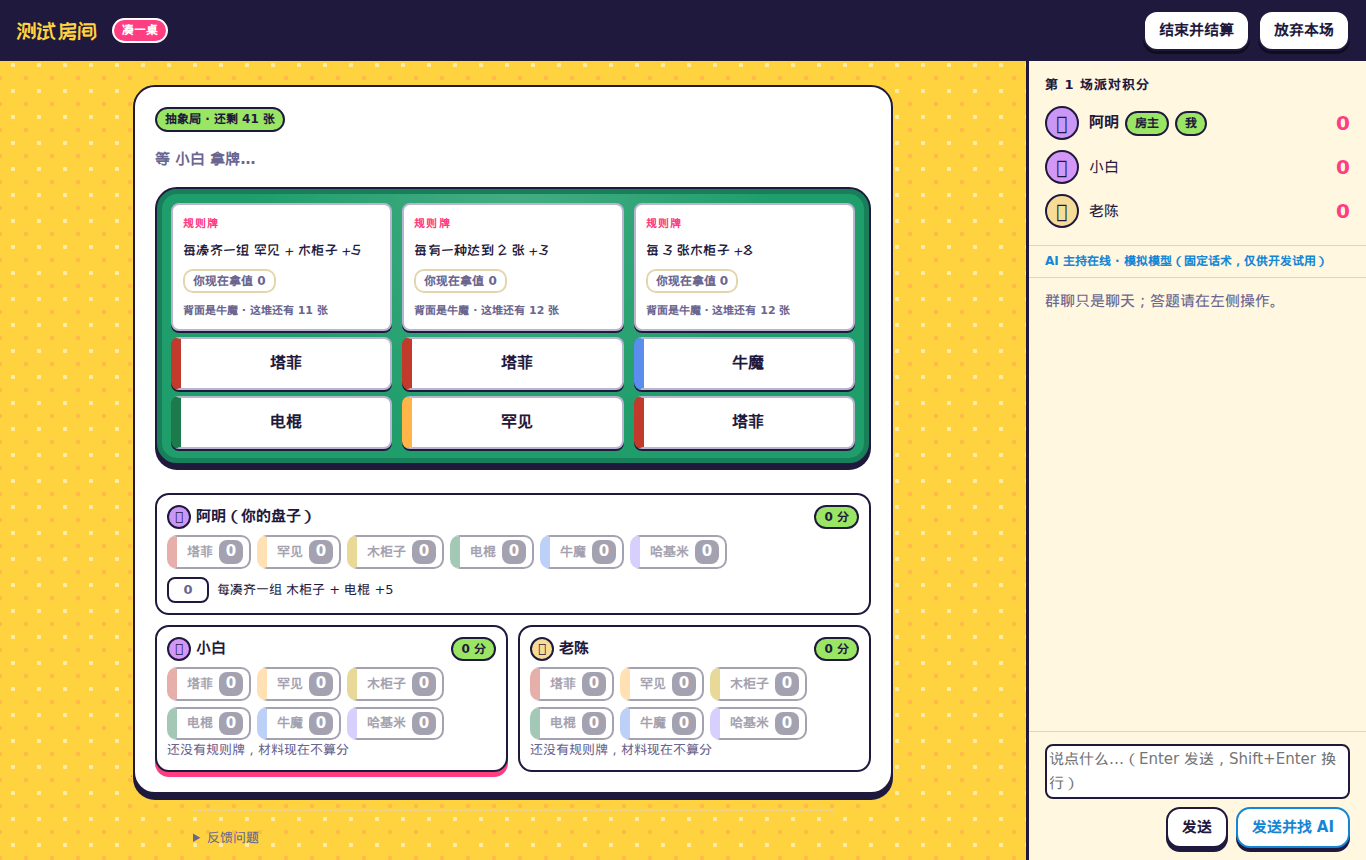 测试房间
凑一桌
结束并结算
放弃本场
抽象局 · 还剩 41 张
等 小白 拿牌…
规则牌
每凑齐一组 罕见 + 木柜子 +5
你现在拿值 0
背面是牛魔 · 这堆还有 11 张
规则牌
每有一种达到 2 张 +3
你现在拿值 0
背面是牛魔 · 这堆还有 12 张
规则牌
每 3 张木柜子 +8
你现在拿值 0
背面是牛魔 · 这堆还有 12 张
塔菲
塔菲
牛魔
电棍
罕见
塔菲
阿明（你的盘子）
0 分
塔菲 0
罕见 0
木柜子 0
电棍 0
牛魔 0
哈基米 0
0 每凑齐一组 木柜子 + 电棍 +5
小白
0 分
塔菲 0
罕见 0
木柜子 0
电棍 0
牛魔 0
哈基米 0
还没有规则牌，材料现在不算分
老陈
0 分
塔菲 0
罕见 0
木柜子 0
电棍 0
牛魔 0
哈基米 0
还没有规则牌，材料现在不算分
▶ 反馈问题
第 1 场派对积分
阿明 房主 我 0
小白 0
老陈 0
AI 主持在线 · 模拟模型（固定话术，仅供开发试用）
群聊只是聊天；答题请在左侧操作。
说点什么…（Enter 发送，Shift+Enter 换
行）
发送
发送并找 AI